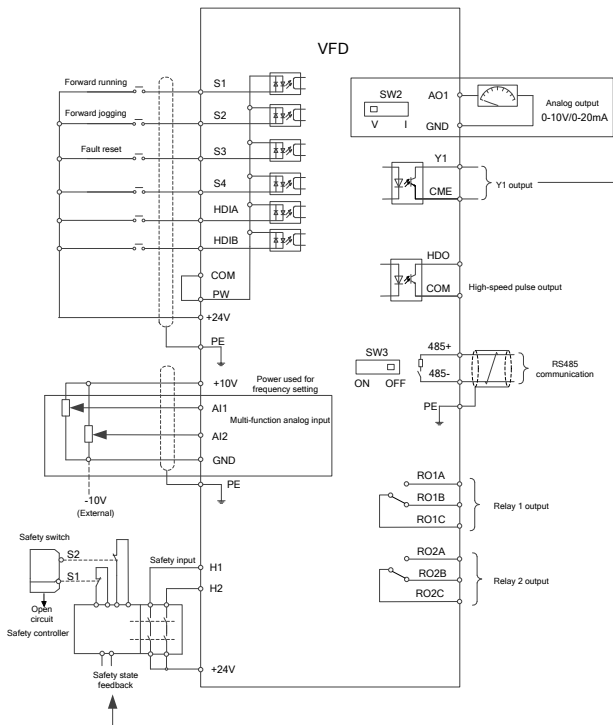 VFD
Forward running
S1
Forward jogging
S2
Fault reset
S3
S4
HDIA
HDIB
COM
PW
+24V
PE
SW2
V I
AO1
GND
Analog output
0-10V/0-20mA
Y1
CME
Y1 output
HDO
COM
High-speed pulse output
SW3
ON OFF
485+
485-
PE
RS485
communication
+10V
Power used for
frequency setting
AI1
Multi-function analog input
AI2
GND
PE
-10V
(External)
RO1A
RO1B
RO1C
Relay 1 output
RO2A
RO2B
RO2C
Relay 2 output
Safety switch
S2
S1
Open
circuit
Safety controller
Safety input
H1
H2
+24V
Safety state
feedback